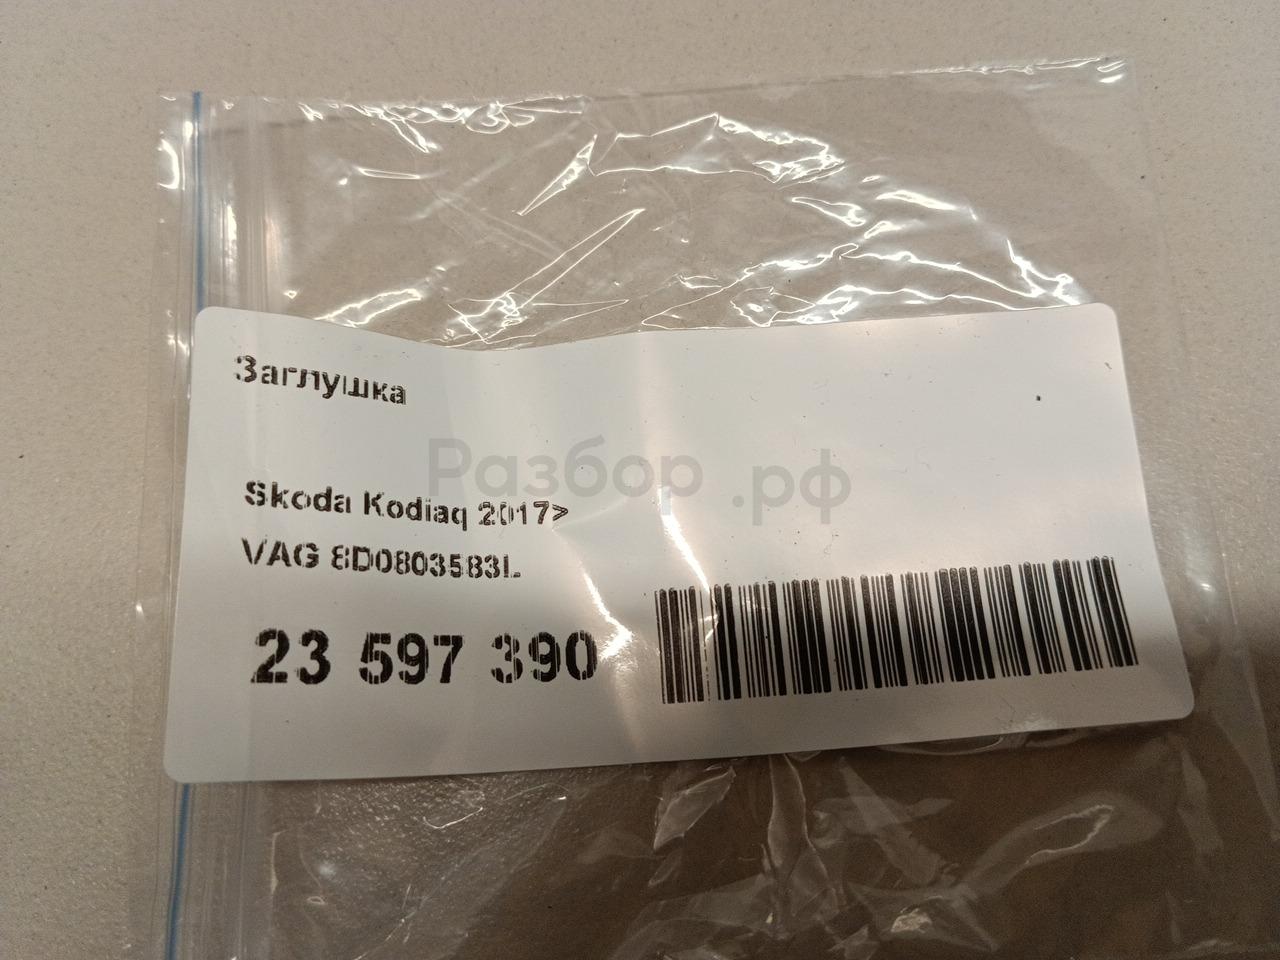 Заглушка
Разбор.рф
Skoda Kodiaq 2017>
VAG 8D0803583L
23 597 390